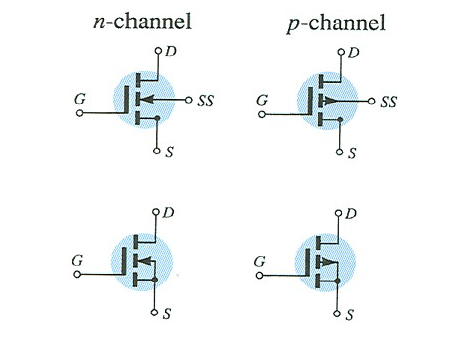 n-channel p-channel
D D
G SS G SS
S S
D D
G G
S S